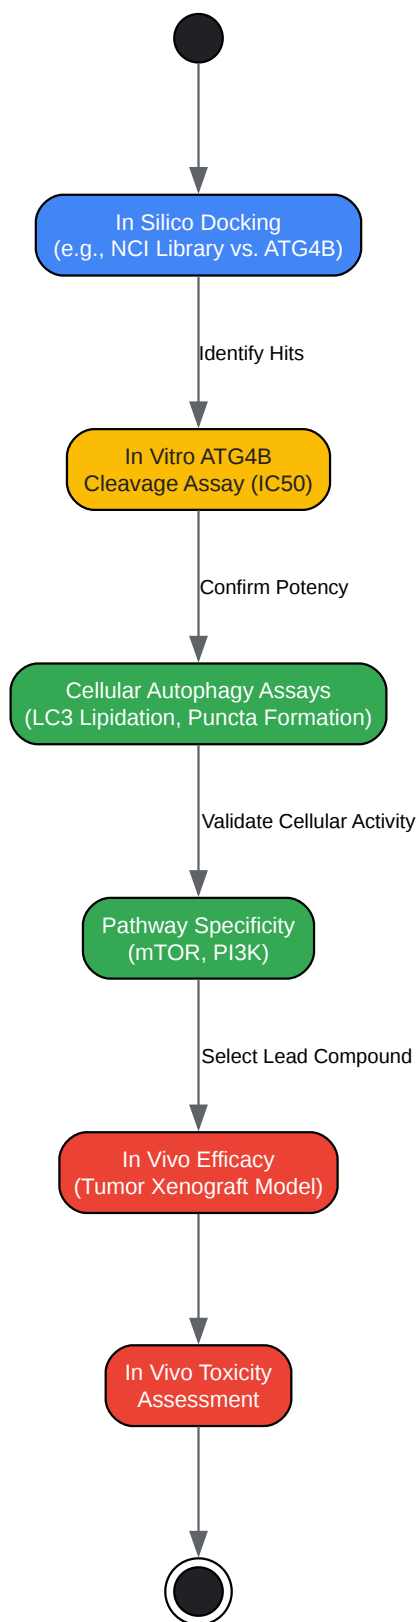 In Silico Docking
(e.g., NCI Library vs. ATG4B)
Identify Hits
In Vitro ATG4B
Cleavage Assay (IC50)
Confirm Potency
Cellular Autophagy Assays
(LC3 Lipidation, Puncta Formation)
Validate Cellular Activity
Pathway Specificity
(mTOR, PI3K)
Select Lead Compound
In Vivo Efficacy
(Tumor Xenograft Model)
In Vivo Toxicity
Assessment